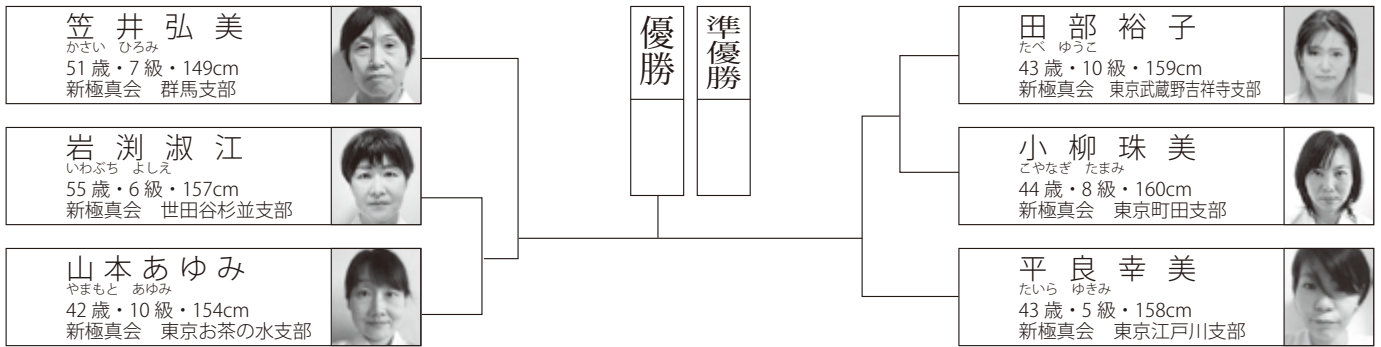 笠井弘美
かさい ひろみ
51歳・7級・149cm
新極真会 群馬支部
岩渕淑江
いわぶち よしえ
55歳・6級・157cm
新極真会 世田谷杉並支部
山本あゆみ
やまもと あゆみ
42歳・10級・154cm
新極真会 東京お茶の水支部
優勝
準優勝
田部裕子
たべ ゆうこ
43歳・10級・159cm
新極真会 東京武蔵野吉祥寺支部
小柳珠美
こやなぎ たまみ
44歳・8級・160cm
新極真会 東京町田支部
平良幸美
たいら ゆきみ
43歳・5級・158cm
新極真会 東京江戸川支部